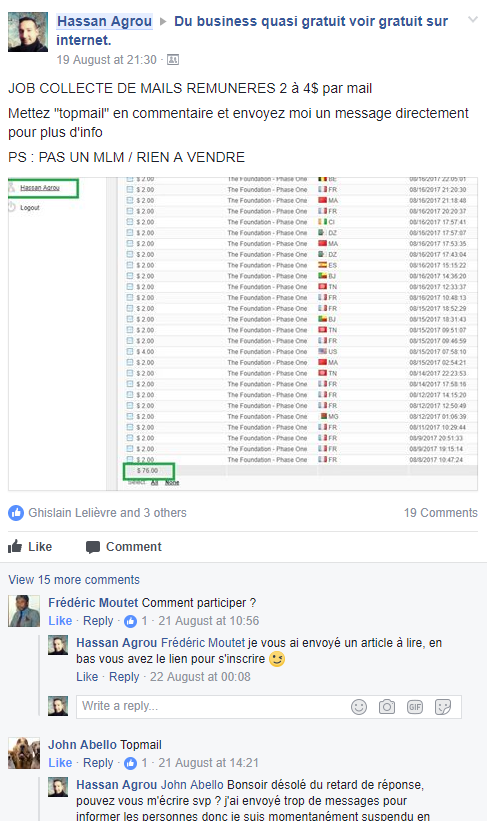 Hassan Agrou ▸ Du business quasi gratuit voir gratuit sur
internet.
19 August at 21:30 ·
JOB COLLECTE DE MAILS REMUNERES 2 à 4$ par mail
Mettez "topmail" en commentaire et envoyez moi un message directement
pour plus d'info
PS : PAS UN MLM / RIEN A VENDRE
Hassan Agrou
Logout
$ 2.00 The Foundation - Phase One BE 08/16/2017 22:05:01
$ 2.00 The Foundation - Phase One FR 08/16/2017 21:20:30
$ 2.00 The Foundation - Phase One MA 08/16/2017 21:18:48
$ 2.00 The Foundation - Phase One FR 08/16/2017 20:20:37
$ 2.00 The Foundation - Phase One CI 08/16/2017 17:57:41
$ 2.00 The Foundation - Phase One DZ 08/16/2017 17:57:07
$ 2.00 The Foundation - Phase One MA 08/16/2017 17:53:35
$ 2.00 The Foundation - Phase One DZ 08/16/2017 17:43:04
$ 2.00 The Foundation - Phase One ES 08/16/2017 15:15:22
$ 2.00 The Foundation - Phase One BJ 08/16/2017 14:36:20
$ 2.00 The Foundation - Phase One TN 08/16/2017 12:33:37
$ 2.00 The Foundation - Phase One FR 08/16/2017 10:48:13
$ 2.00 The Foundation - Phase One FR 08/15/2017 18:52:29
$ 2.00 The Foundation - Phase One BJ 08/15/2017 18:31:43
$ 2.00 The Foundation - Phase One TN 08/15/2017 09:51:07
$ 2.00 The Foundation - Phase One FR 08/15/2017 09:46:59
$ 4.00 The Foundation - Phase One US 08/15/2017 07:58:10
$ 2.00 The Foundation - Phase One MA 08/15/2017 02:54:21
$ 2.00 The Foundation - Phase One TN 08/14/2017 22:23:53
$ 2.00 The Foundation - Phase One FR 08/14/2017 17:58:16
$ 2.00 The Foundation - Phase One FR 08/12/2017 14:15:20
$ 2.00 The Foundation - Phase One FR 08/12/2017 12:50:49
$ 2.00 The Foundation - Phase One MG 08/12/2017 01:06:39
$ 2.00 The Foundation - Phase One FR 08/11/2017 10:29:44
$ 2.00 The Foundation - Phase One FR 08/9/2017 20:51:33
$ 2.00 The Foundation - Phase One FR 08/9/2017 19:15:14
$ 2.00 The Foundation - Phase One FR 08/8/2017 10:47:24
$ 76.00
Select: All None
Ghislain Lelièvre and 3 others 19 Comments
Like Comment
View 15 more comments
Frédéric Moutet Comment participer ?
Like · Reply · 1 · 21 August at 10:56
Hassan Agrou Frédéric Moutet je vous ai envoyé un article à lire, en
bas vous avez le lien pour s'inscrire 😉
Like · Reply · 22 August at 00:08
Write a reply...
GIF
John Abello Topmail
Like · Reply · 1 · 21 August at 14:21
Hassan Agrou John Abello Bonsoir désolé du retard de réponse,
pouvez vous m'écrire svp ? j'ai envoyé trop de messages pour
informer les personnes donc je suis momentanément suspendu en